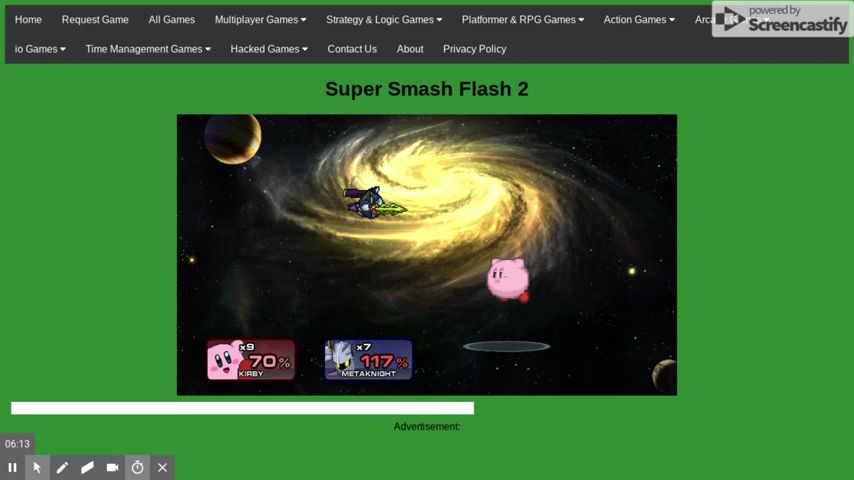 Home Request Game All Games Multiplayer Games Strategy & Logic Games Platformer & RPG Games Action Games
powered by
Screencastify
io Games Time Management Games Hacked Games Contact Us About Privacy Policy
Super Smash Flash 2
x9
70%
KIRBY
x7
117%
METAKNIGHT
Advertisement:
06:13